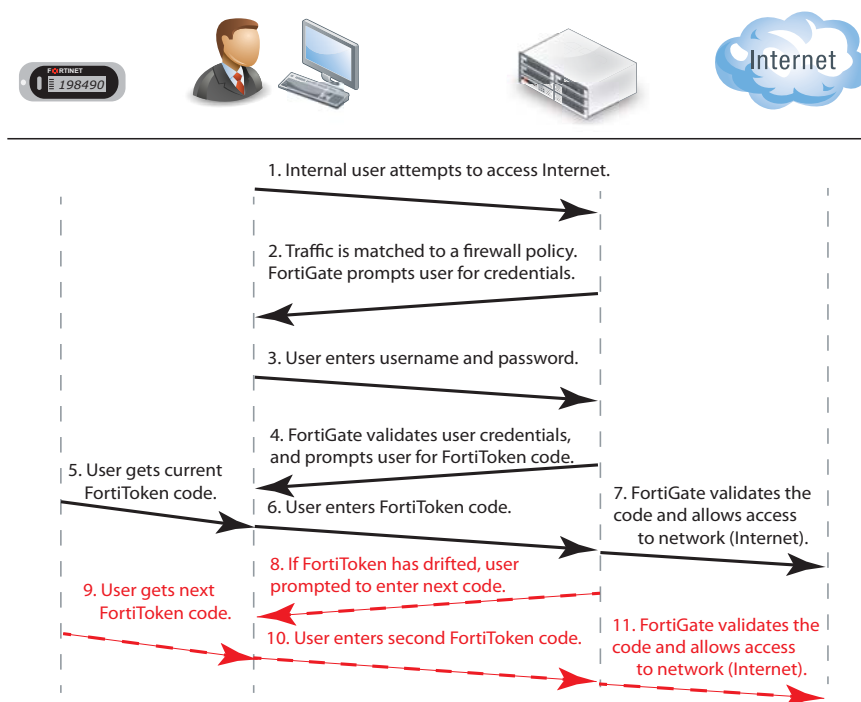 FORTINET
198490
Internet
1. Internal user attempts to access Internet.
2. Traffic is matched to a firewall policy.
FortiGate prompts user for credentials.
3. User enters username and password.
4. FortiGate validates user credentials,
and prompts user for FortiToken code.
5. User gets current
FortiToken code.
6. User enters FortiToken code.
7. FortiGate validates the
code and allows access
to network (Internet).
8. If FortiToken has drifted, user
prompted to enter next code.
9. User gets next
FortiToken code.
10. User enters second FortiToken code.
11. FortiGate validates the
code and allows access
to network (Internet).